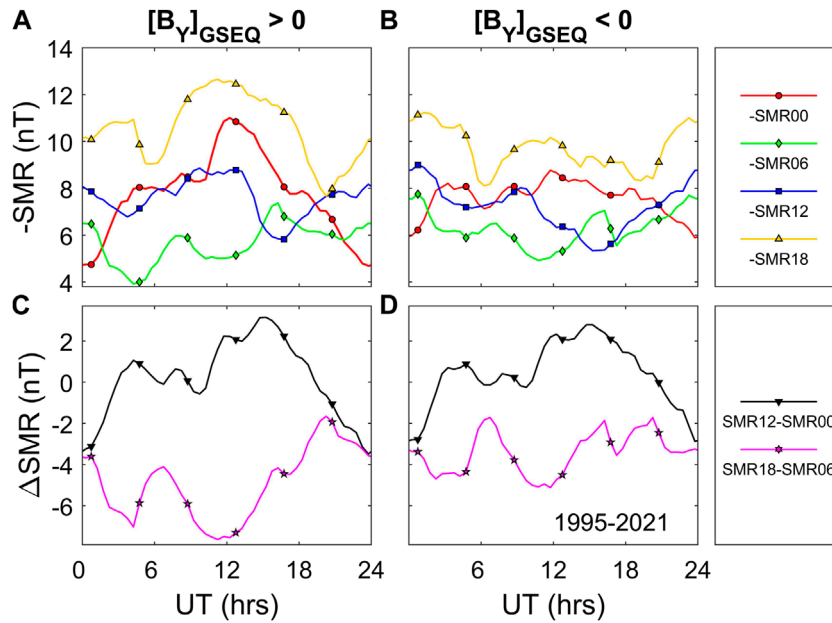 A [B_Y]_GSEQ > 0
B [B_Y]_GSEQ < 0
14
12
10
8
6
4
-SMR (nT)
-SMR00
-SMR06
-SMR12
-SMR18
C
D
2
0
-2
-4
-6
ΔSMR (nT)
1995-2021
SMR12-SMR00
SMR18-SMR06
0 6 12 18 24
6 12 18 24
UT (hrs)
UT (hrs)